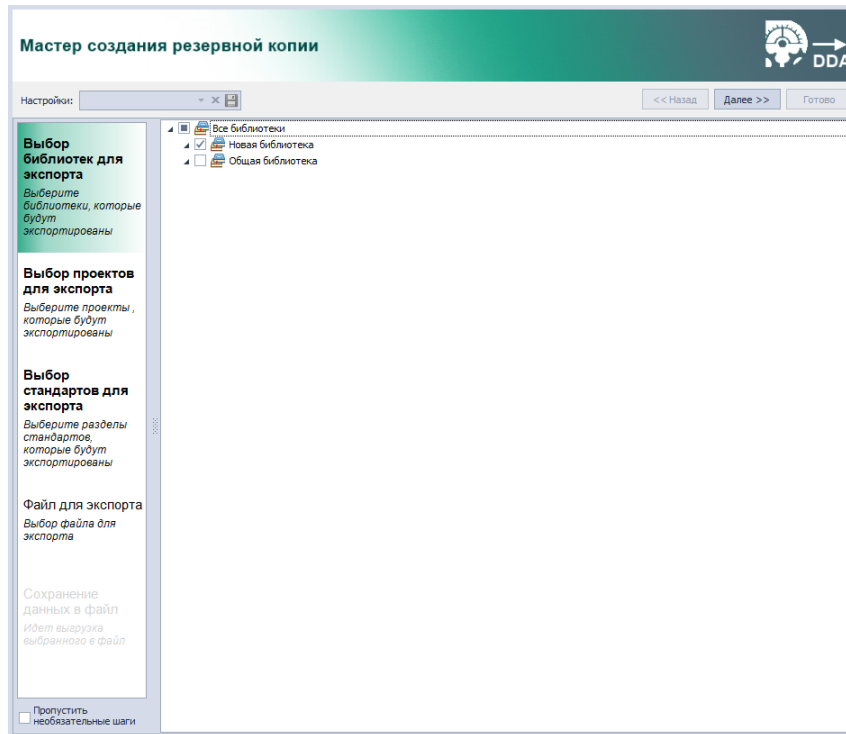 Мастер создания резервной копии
DDA
Настройки:
<< Назад
Далее >>
Готово
Выбор
библиотек для
экспорта
Выберите
библиотеки, которые
будут
экспортированы
Выбор проектов
для экспорта
Выберите проекты ,
которые будут
экспортированы
Выбор
стандартов для
экспорта
Выберите разделы
стандартов,
которые будут
экспортированы
Файл для экспорта
Выбор файла для
экспорта
Сохранение
данных в файл
Идет выгрузка
выбранного в файл
Пропустить
необязательные шаги
Все библиотеки
Новая библиотека
Общая библиотека